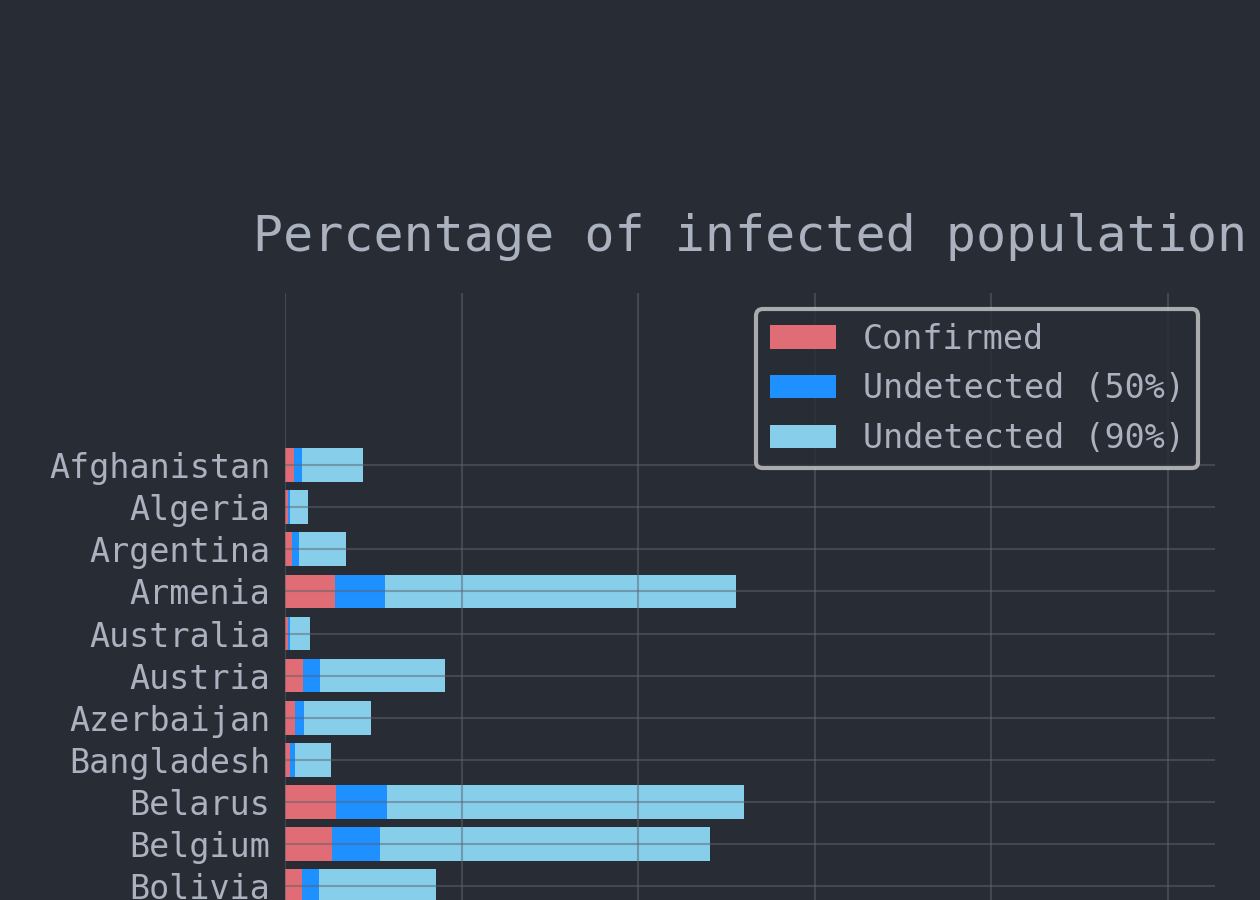 Percentage of infected population
Confirmed
Undetected (50%)
Undetected (90%)
Afghanistan
Algeria
Argentina
Armenia
Australia
Austria
Azerbaijan
Bangladesh
Belarus
Belgium
Bolivia